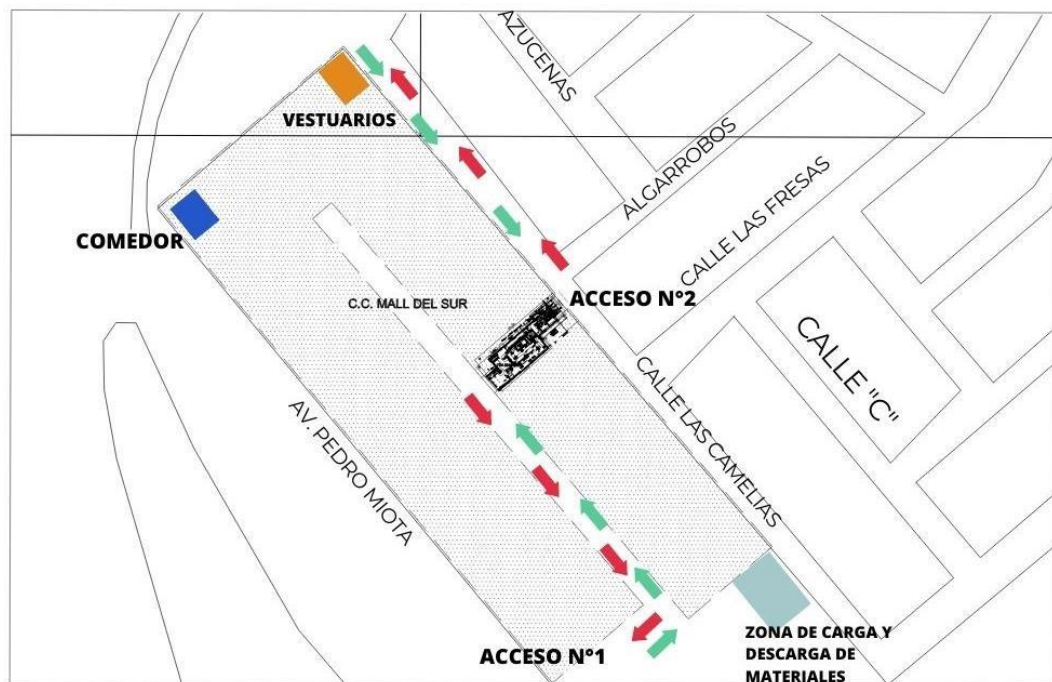 AZUCENAS
VESTUARIOS
ALGARROBOS
CALLE LAS FRESAS
COMEDOR
ACCESO N°2
C.C. MALL DEL SUR
CALLE "C"
CALLE LAS CAMELIAS
AV. PEDRO MIOTA
ACCESO N°1
ZONA DE CARGA Y
DESCARGA DE
MATERIALES